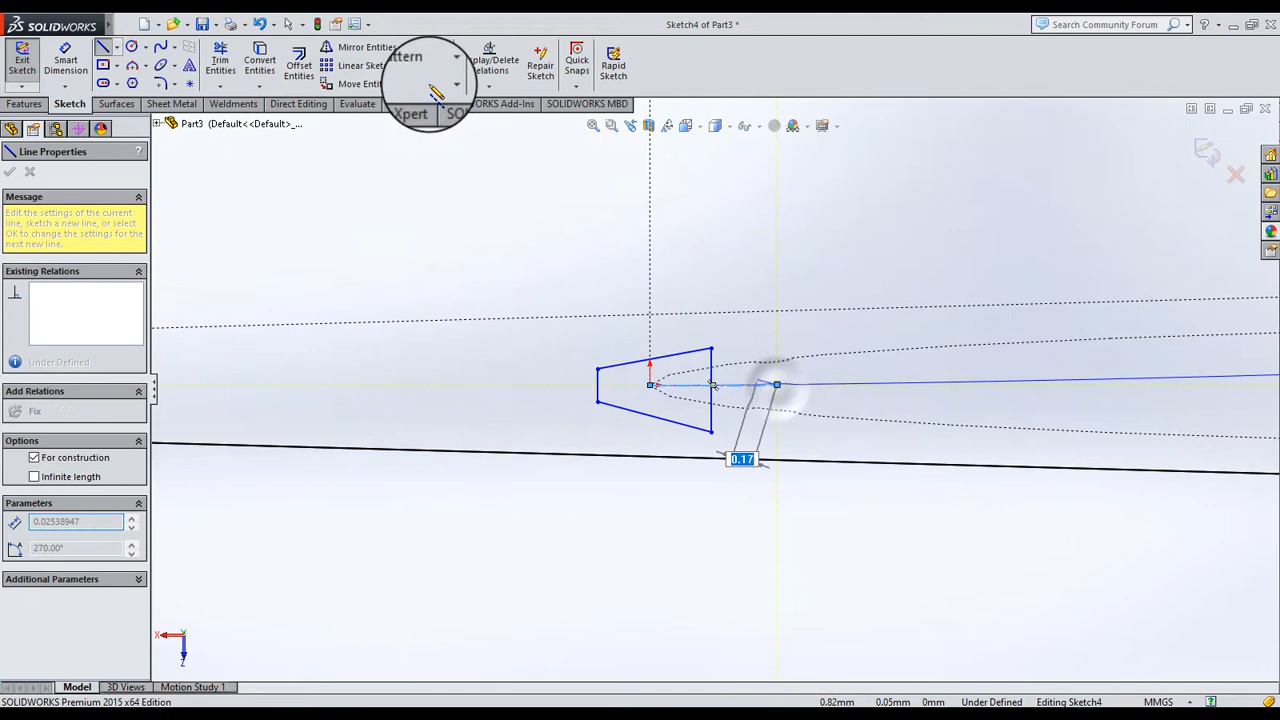 SOLIDWORKS
Sketch4 of Part3 *
Search Community Forum
Exit Sketch
Smart Dimension
Trim Entities
Convert Entities
Offset Entities
Mirror Entities
Linear Sket
Move Enti
ttern
splay/Delete
Relations
Repair Sketch
Quick Snaps
Rapid Sketch
Features
Sketch
Surfaces
Sheet Metal
Weldments
Direct Editing
Evaluate
Xpert
SO
WORKS Add-Ins
SOLIDWORKS MBD
Part3 (Default<<Default>_...
Line Properties
?
Message
Edit the settings of the current
line, sketch a new line, or select
OK to change the settings for the
next new line.
Existing Relations
Under Defined
Add Relations
Fix
Options
For construction
Infinite length
Parameters
0.02538947
270.00°
Additional Parameters
0.17
X
Y
Z
Model
3D Views
Motion Study 1
SOLIDWORKS Premium 2015 x64 Edition
0.82mm
0.05mm
0mm
Under Defined
Editing Sketch4
MMGS